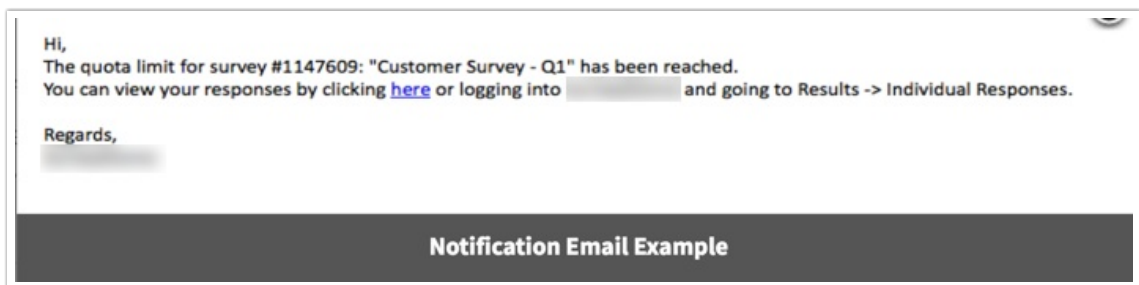 Hi,
The quota limit for survey #1147609: "Customer Survey - Q1" has been reached.
You can view your responses by clicking here or logging into and going to Results -> Individual Responses.
Regards,
Notification Email Example